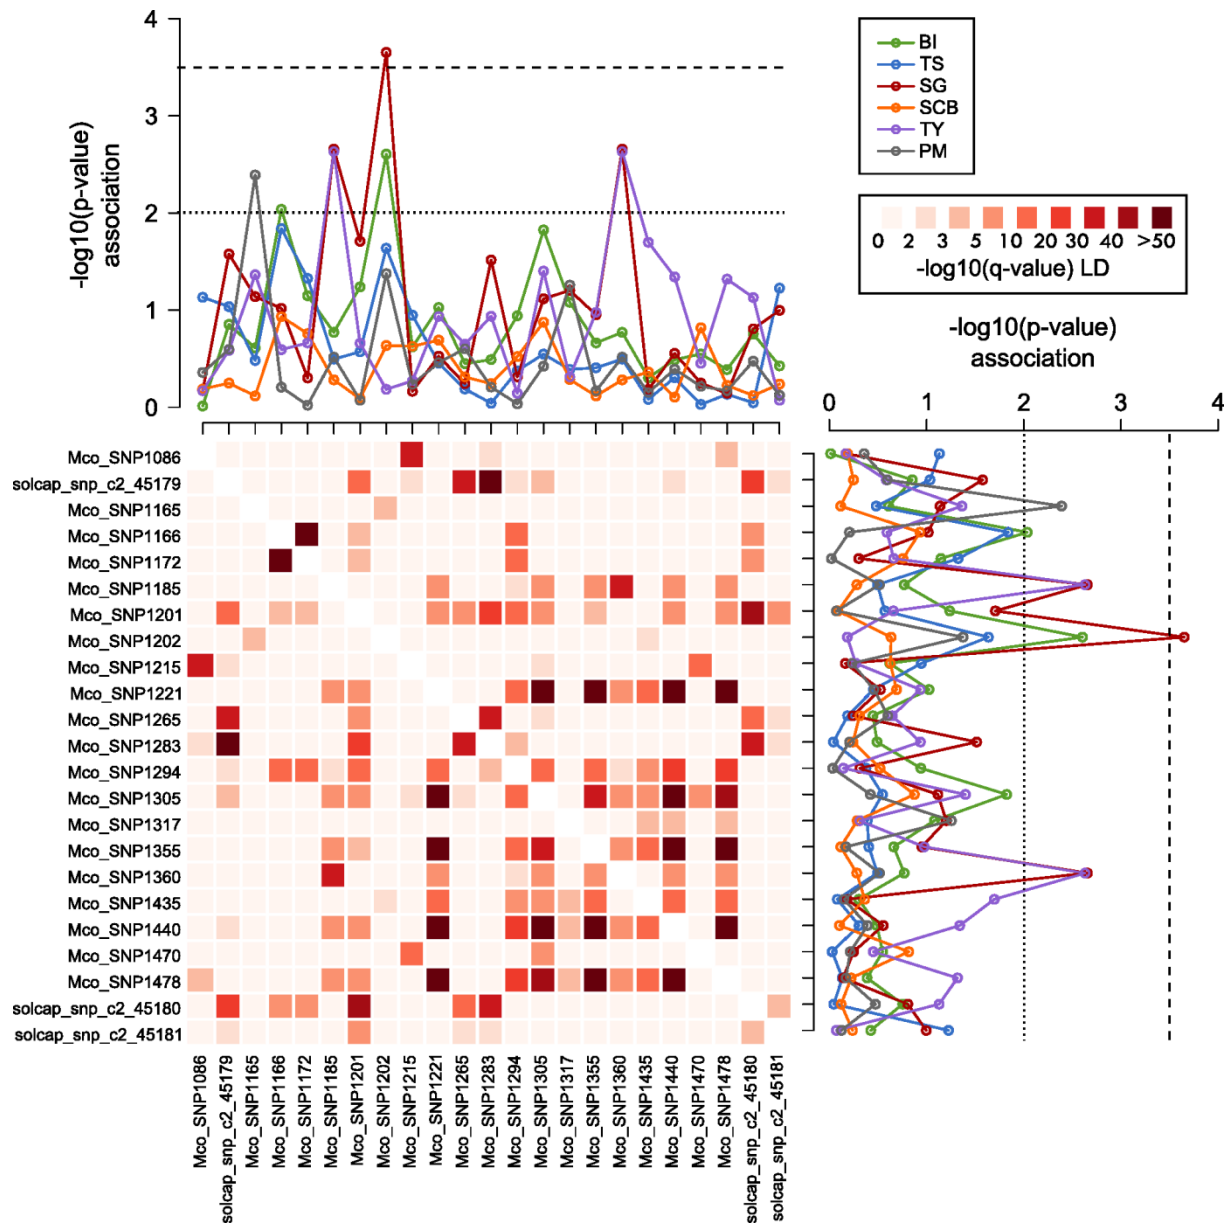 4
3
2
1
0
-log10(p-value)
association
BI
TS
SG
SCB
TY
PM
0 2 3 5 10 20 30 40 >50
-log10(q-value) LD
-log10(p-value)
association
0 1 2 3 4
Mco_SNP1086
solcap_snp_c2_45179
Mco_SNP1165
Mco_SNP1166
Mco_SNP1172
Mco_SNP1185
Mco_SNP1201
Mco_SNP1202
Mco_SNP1215
Mco_SNP1221
Mco_SNP1265
Mco_SNP1283
Mco_SNP1294
Mco_SNP1305
Mco_SNP1317
Mco_SNP1355
Mco_SNP1360
Mco_SNP1435
Mco_SNP1440
Mco_SNP1470
Mco_SNP1478
solcap_snp_c2_45180
solcap_snp_c2_45181
Mco_SNP1086
solcap_snp_c2_45179
Mco_SNP1165
Mco_SNP1166
Mco_SNP1172
Mco_SNP1185
Mco_SNP1201
Mco_SNP1202
Mco_SNP1215
Mco_SNP1221
Mco_SNP1265
Mco_SNP1283
Mco_SNP1294
Mco_SNP1305
Mco_SNP1317
Mco_SNP1355
Mco_SNP1360
Mco_SNP1435
Mco_SNP1440
Mco_SNP1470
Mco_SNP1478
solcap_snp_c2_45180
solcap_snp_c2_45181